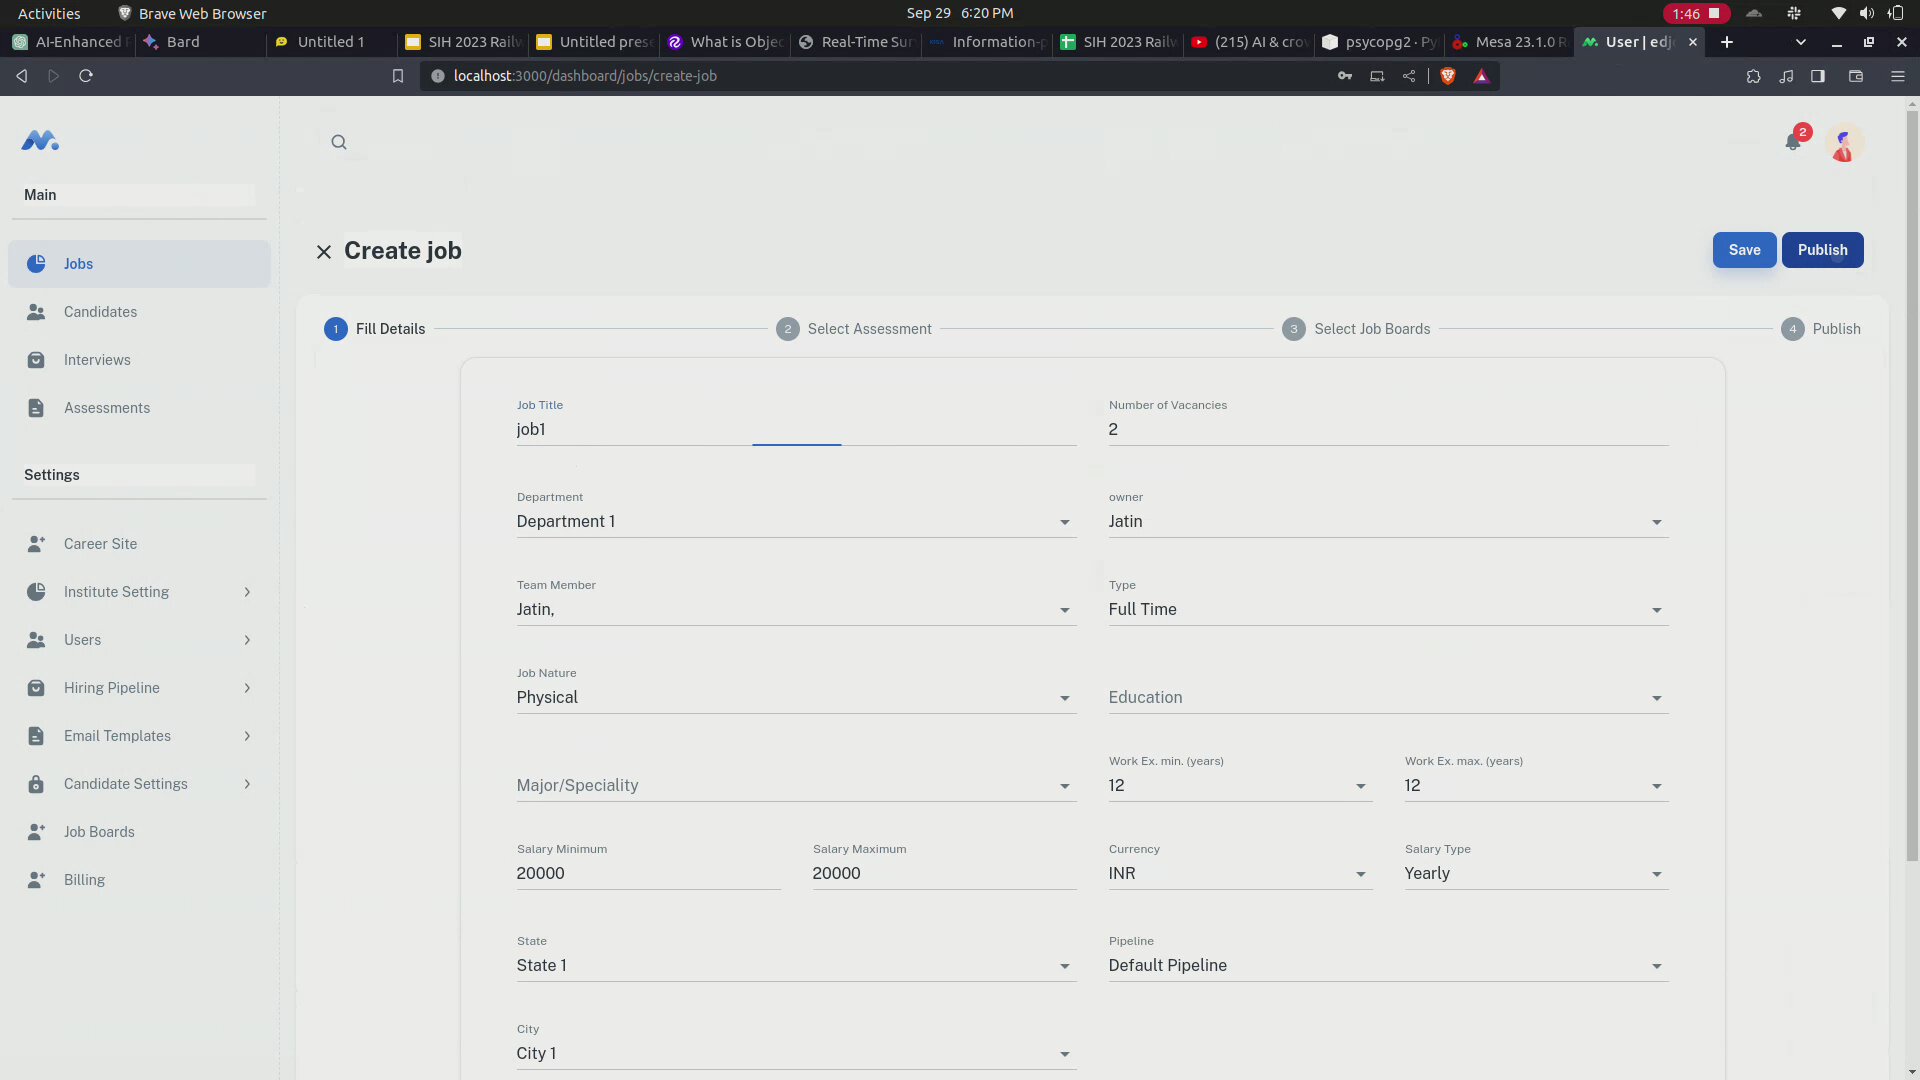 Activities
Brave Web Browser
Sep 29 6:20 PM
1:46
AI-Enhanced
Bard
Untitled 1
SIH 2023 Railw
Untitled prese
What is Objec
Real-Time Sur
Information-p
SIH 2023 Railw
(215) AI & crow
psycopg2 · Py
Mesa 23.1.0 R
User | edj
localhost:3000/dashboard/jobs/create-job
2
Main
Create job
Save
Publish
Jobs
Candidates
Interviews
Assessments
Settings
Career Site
Institute Setting
Users
Hiring Pipeline
Email Templates
Candidate Settings
Job Boards
Billing
1 Fill Details
2 Select Assessment
3 Select Job Boards
4 Publish
Job Title
job1
Number of Vacancies
2
Department
Department 1
owner
Jatin
Team Member
Jatin,
Type
Full Time
Job Nature
Physical
Education
Major/Speciality
Work Ex. min. (years)
12
Work Ex. max. (years)
12
Salary Minimum
20000
Salary Maximum
20000
Currency
INR
Salary Type
Yearly
State
State 1
Pipeline
Default Pipeline
City
City 1